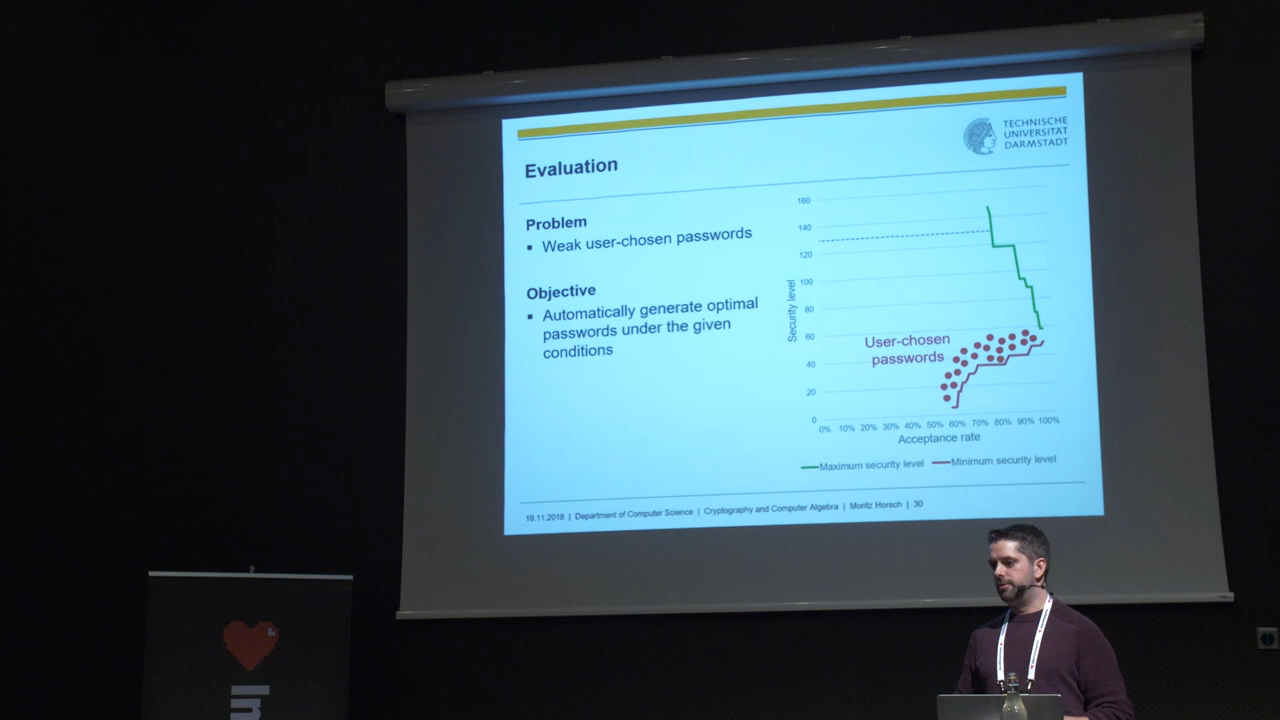 TECHNISCHE
UNIVERSITÄT
DARMSTADT
Evaluation
Problem
▪ Weak user-chosen passwords
Objective
▪ Automatically generate optimal
passwords under the given
conditions
160
140
120
100
80
60
40
20
0
Security level
User-chosen
passwords
0% 10% 20% 30% 40% 50% 60% 70% 80% 90% 100%
Acceptance rate
Maximum security level Minimum security level
19.11.2018 | Department of Computer Science | Cryptography and Computer Algebra | Moritz Horsch | 30
In